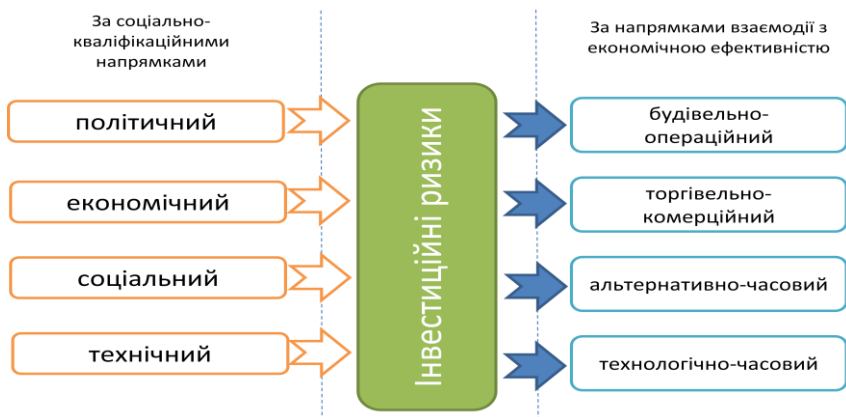 За соціально-
кваліфікаційними
напрямками
політичний
економічний
соціальний
технічний
Інвестиційні ризики
За напрямками взаємодії з
економічною ефективністю
будівельно-
операційний
торгівельно-
комерційний
альтернативно-часовий
технологічно-часовий